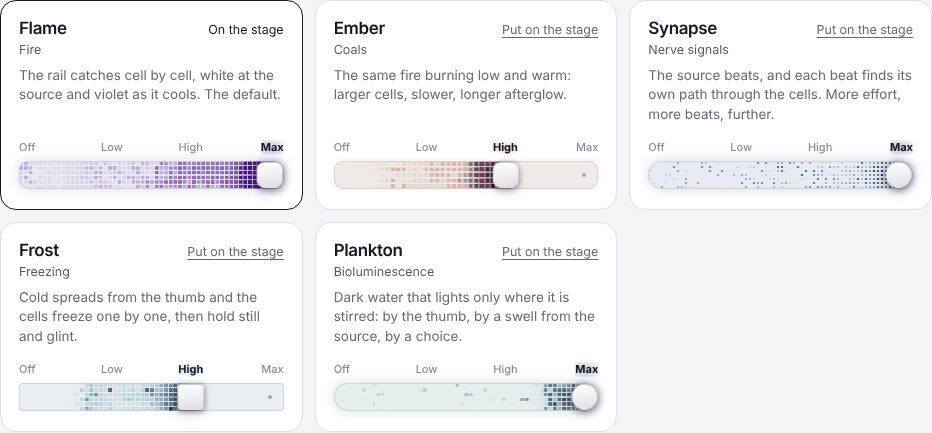 Flame
On the stage
Fire
The rail catches cell by cell, white at the
source and violet as it cools. The default.
Off Low High Max
Ember
Put on the stage
Coals
The same fire burning low and warm:
larger cells, slower, longer afterglow.
Off Low High Max
Synapse
Put on the stage
Nerve signals
The source beats, and each beat finds its
own path through the cells. More effort,
more beats, further.
Off Low High Max
Frost
Put on the stage
Freezing
Cold spreads from the thumb and the
cells freeze one by one, then hold still
and glint.
Off Low High Max
Plankton
Put on the stage
Bioluminescence
Dark water that lights only where it is
stirred: by the thumb, by a swell from the
source, by a choice.
Off Low High Max